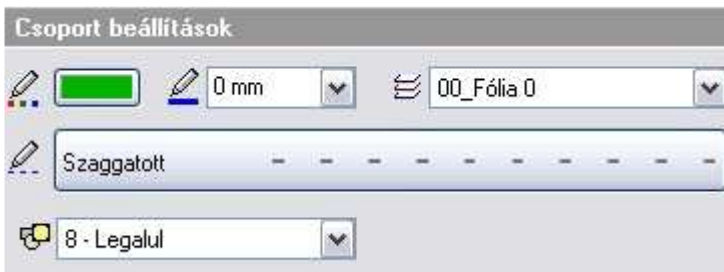 Csoport beállítások
0 mm
00_Fólia 0
Szaggatott
8 - Legalul